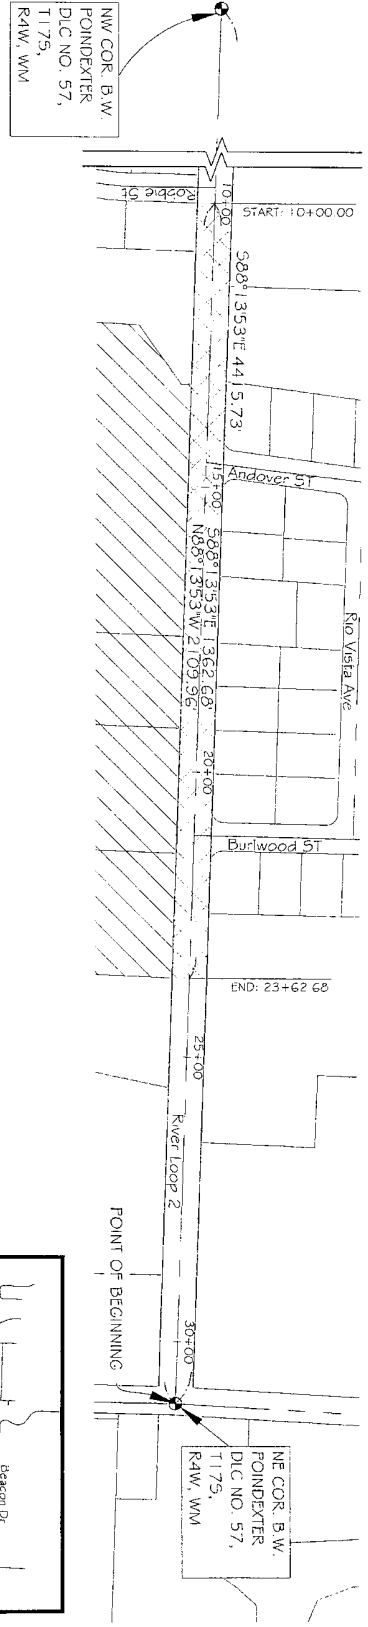 NW COR. B.W.
POINDEXTER
DLC NO. 57,
T17S,
R4W, WM
Robbie St
10+00
START: 10+00.00
S88°13'53"E 4415.73'
Andover ST
15+00
S88°13'53"E 1362.68'
N88°13'53"W 2109.96'
Rio Vista Ave
20+00
Burlwood ST
END: 23+62.68
25+00
River Loop 2
POINT OF BEGINNING
30+00
NE COR. B.W.
POINDEXTER
DLC NO. 57,
T17S,
R4W, WM
Beacon Dr